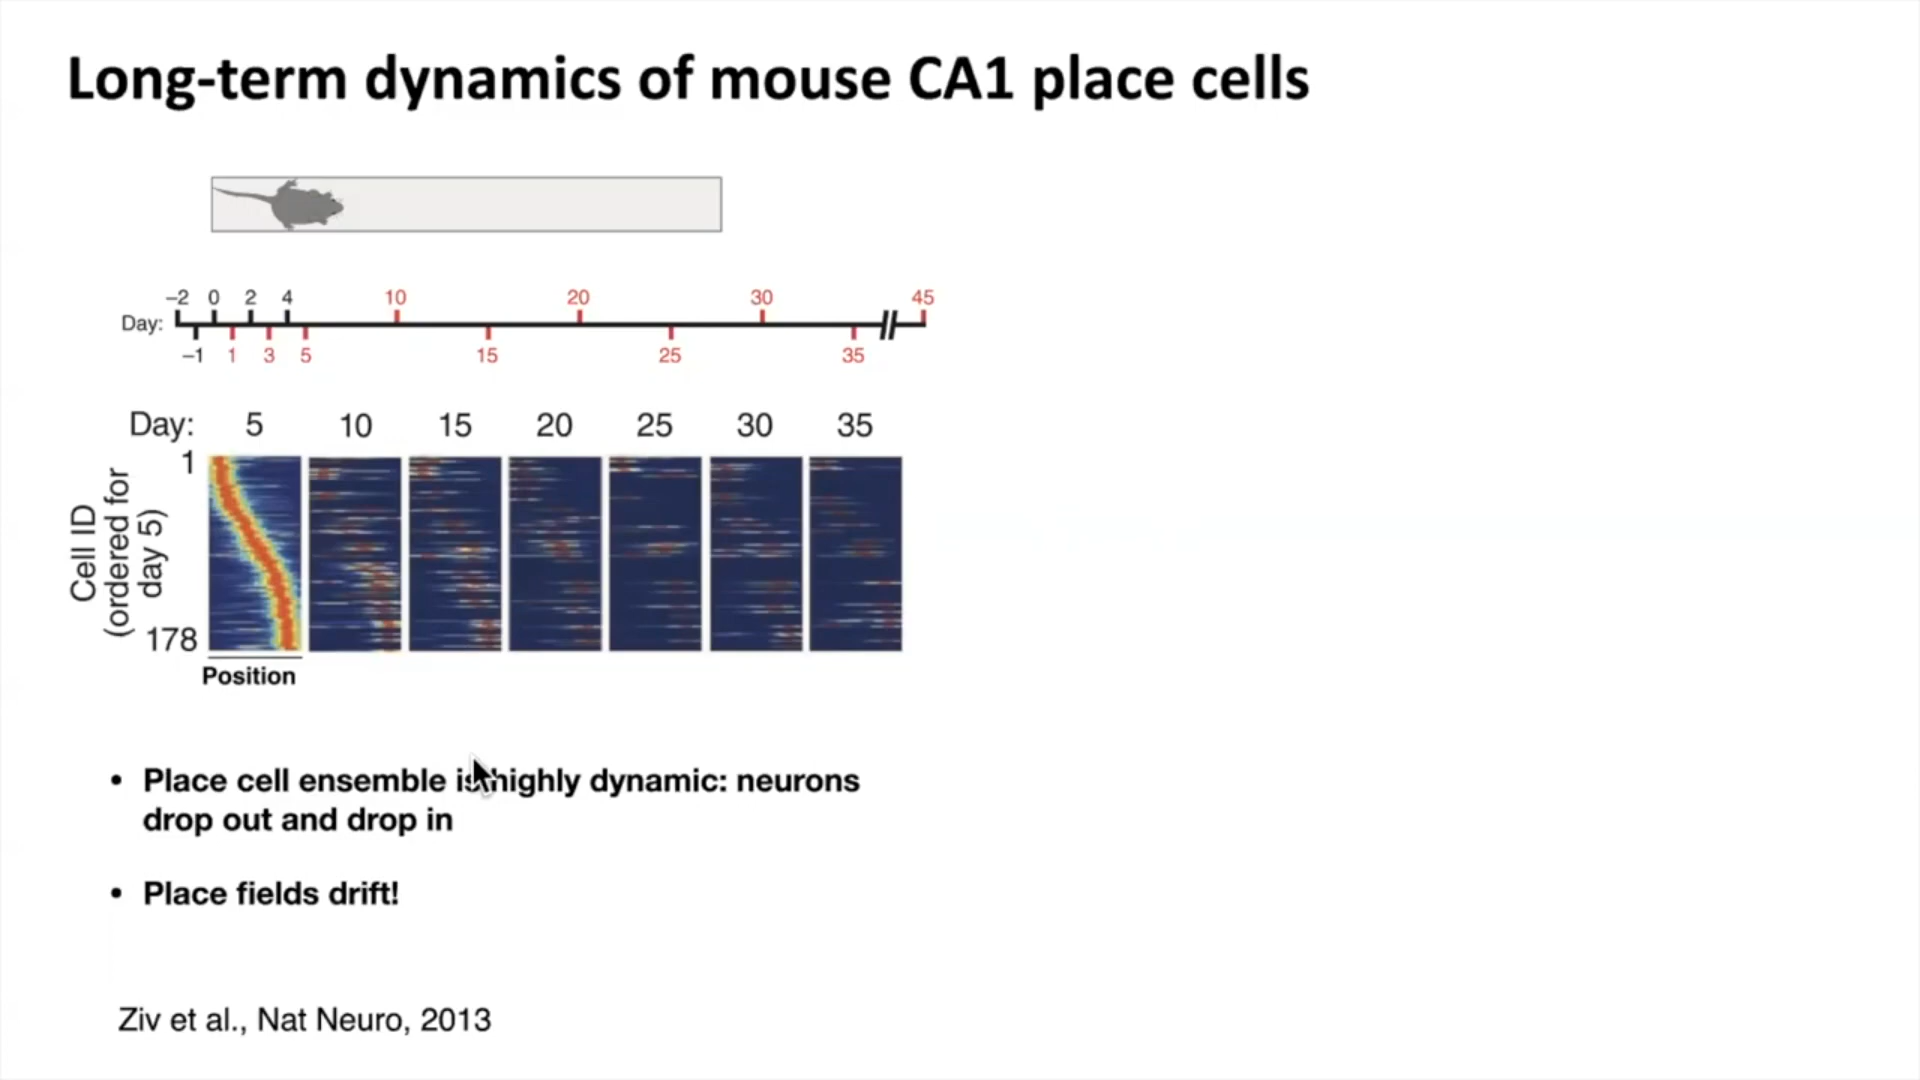 Long-term dynamics of mouse CA1 place cells
–2 0 2 4 10 20 30 45
Day:
–1 1 3 5 15 25 35
Day: 5 10 15 20 25 30 35
1
Cell ID
(ordered for
day 5)
178
Position
• Place cell ensemble is highly dynamic: neurons
drop out and drop in
• Place fields drift!
Ziv et al., Nat Neuro, 2013